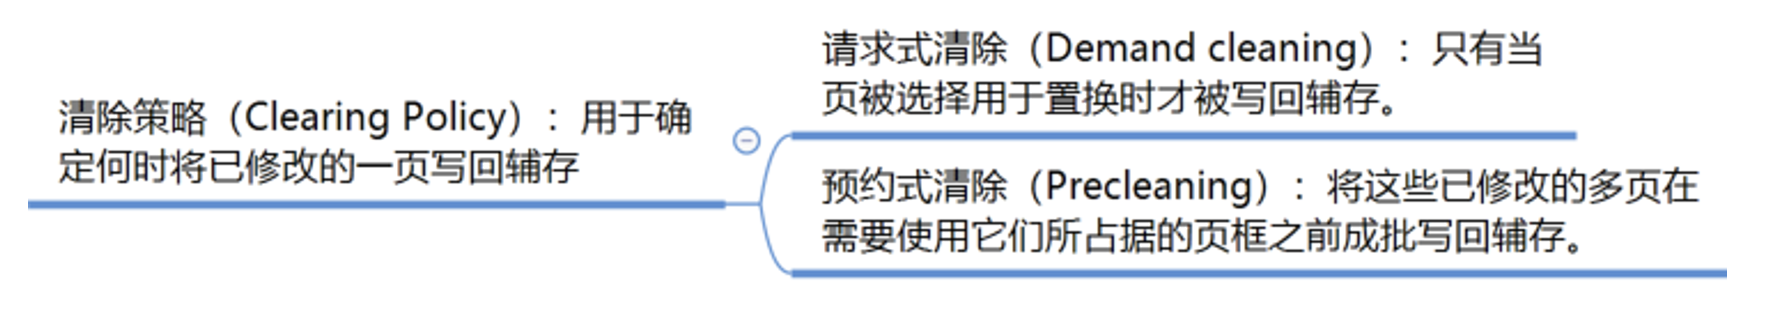 清除策略（Clearing Policy）：用于确
定何时将已修改的一页写回辅存
请求式清除（Demand cleaning）：只有当
页被选择用于置换时才被写回辅存。
预约式清除（Precleaning）：将这些已修改的多页在
需要使用它们所占据的页框之前成批写回辅存。